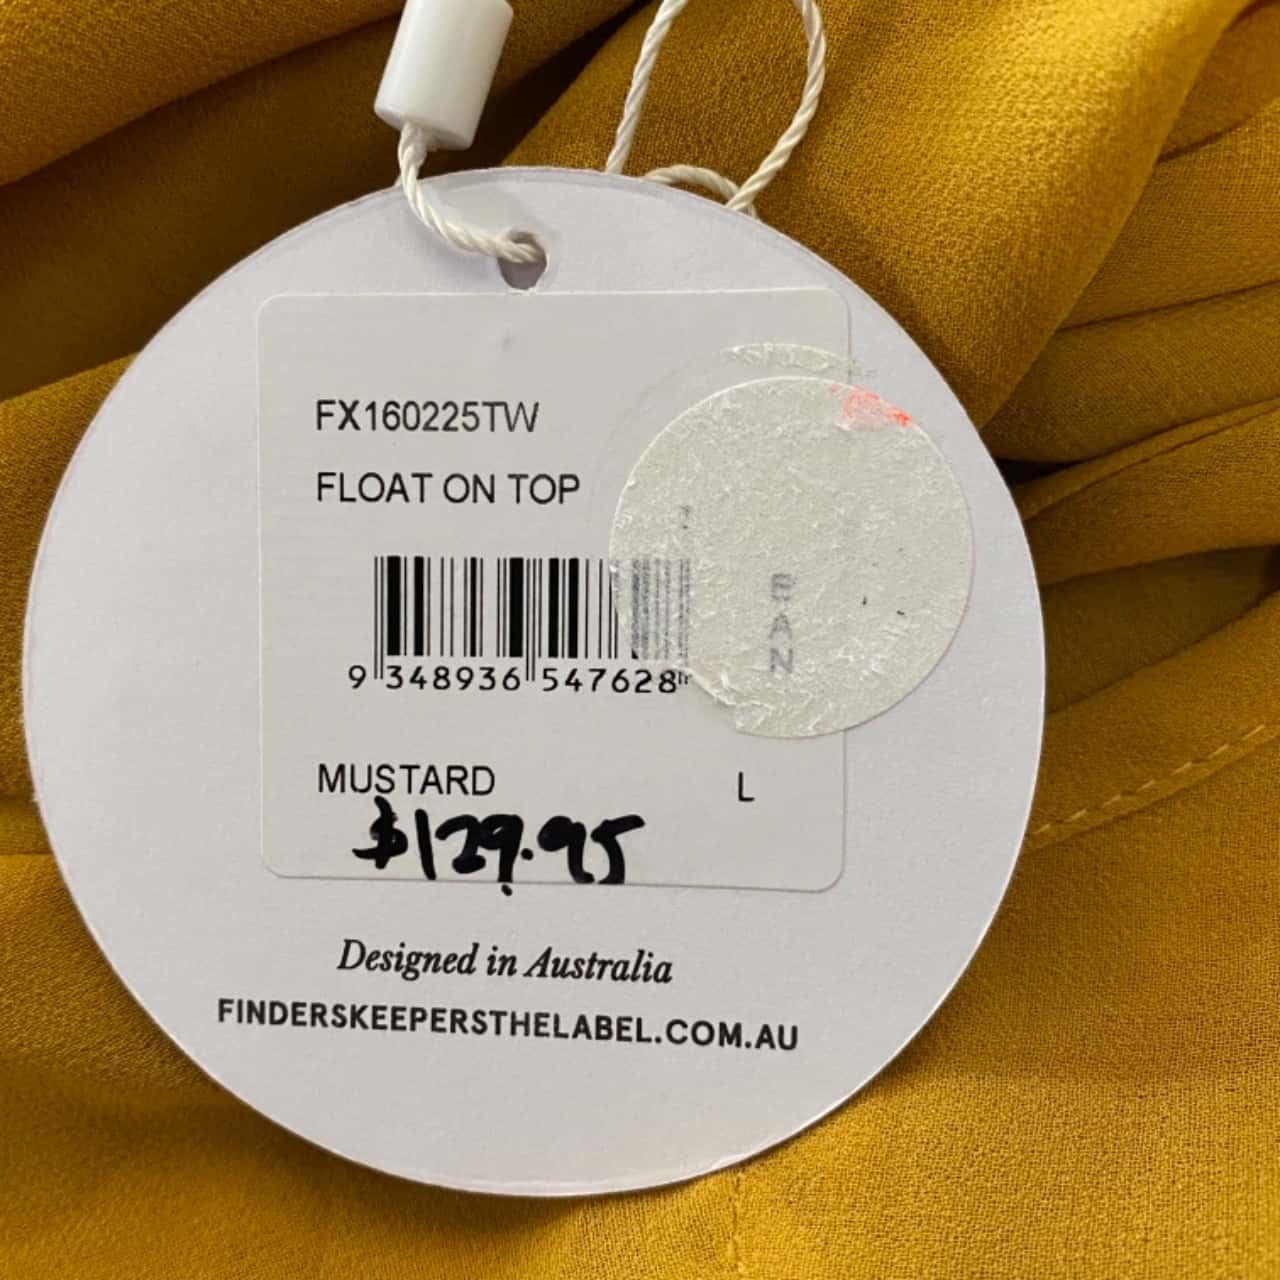 FX160225TW
FLOAT ON TOP
EAN
9 348936 547628
MUSTARD L
$129.95
Designed in Australia
FINDERSKEEPERSTHELABEL.COM.AU